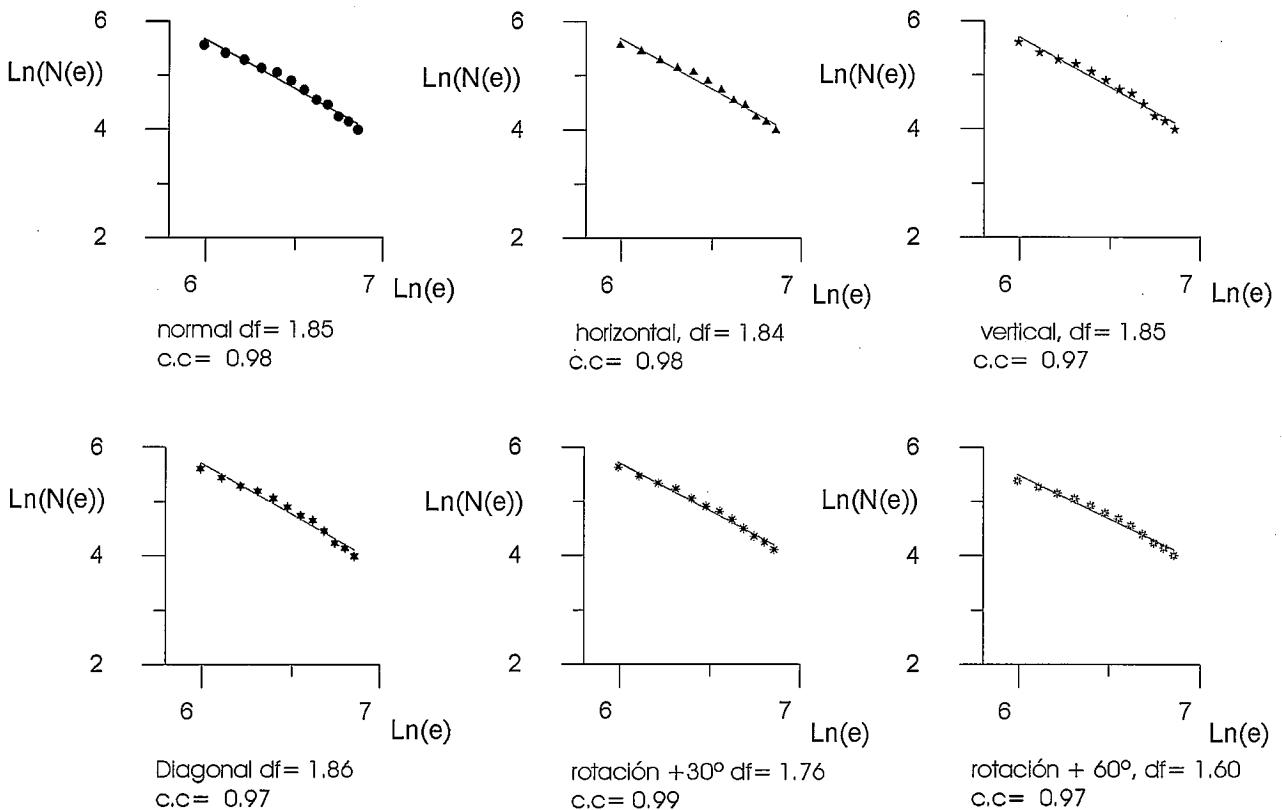 6
Ln(N(e))
4
2
6
7
Ln(e)
normal df= 1.85
c.c= 0.98
6
Ln(N(e))
4
2
6
7
Ln(e)
horizontal, df= 1.84
c.c= 0.98
6
Ln(N(e))
4
2
6
7
Ln(e)
vertical, df= 1.85
c.c= 0.97
6
Ln(N(e))
4
2
6
7
Ln(e)
Diagonal df= 1.86
c.c= 0.97
6
Ln(N(e))
4
2
6
7
Ln(e)
rotación +30º df= 1.76
c.c= 0.99
6
Ln(N(e))
4
2
6
7
Ln(e)
rotación + 60º, df= 1.60
c.c= 0.97